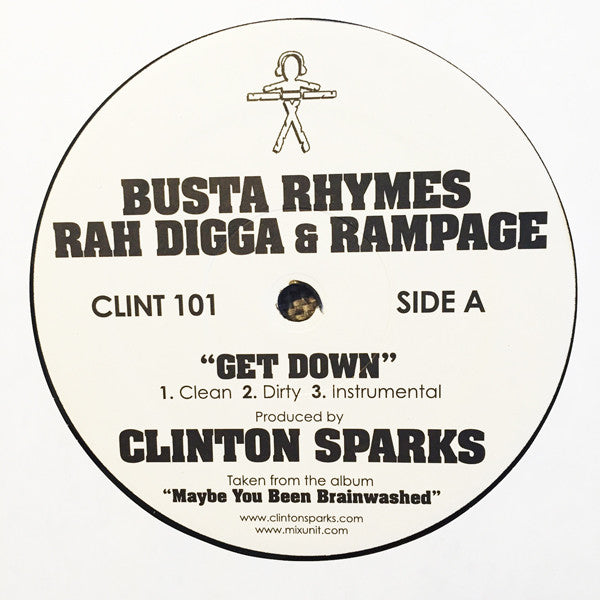 BUSTA RHYMES
RAH DIGGA & RAMPAGE
CLINT 101 SIDE A
“GET DOWN”
1. Clean 2. Dirty 3. Instrumental
Produced by
CLINTON SPARKS
Taken from the album
“Maybe You Been Brainwashed”
www.clintonsparks.com
www.mixunit.com